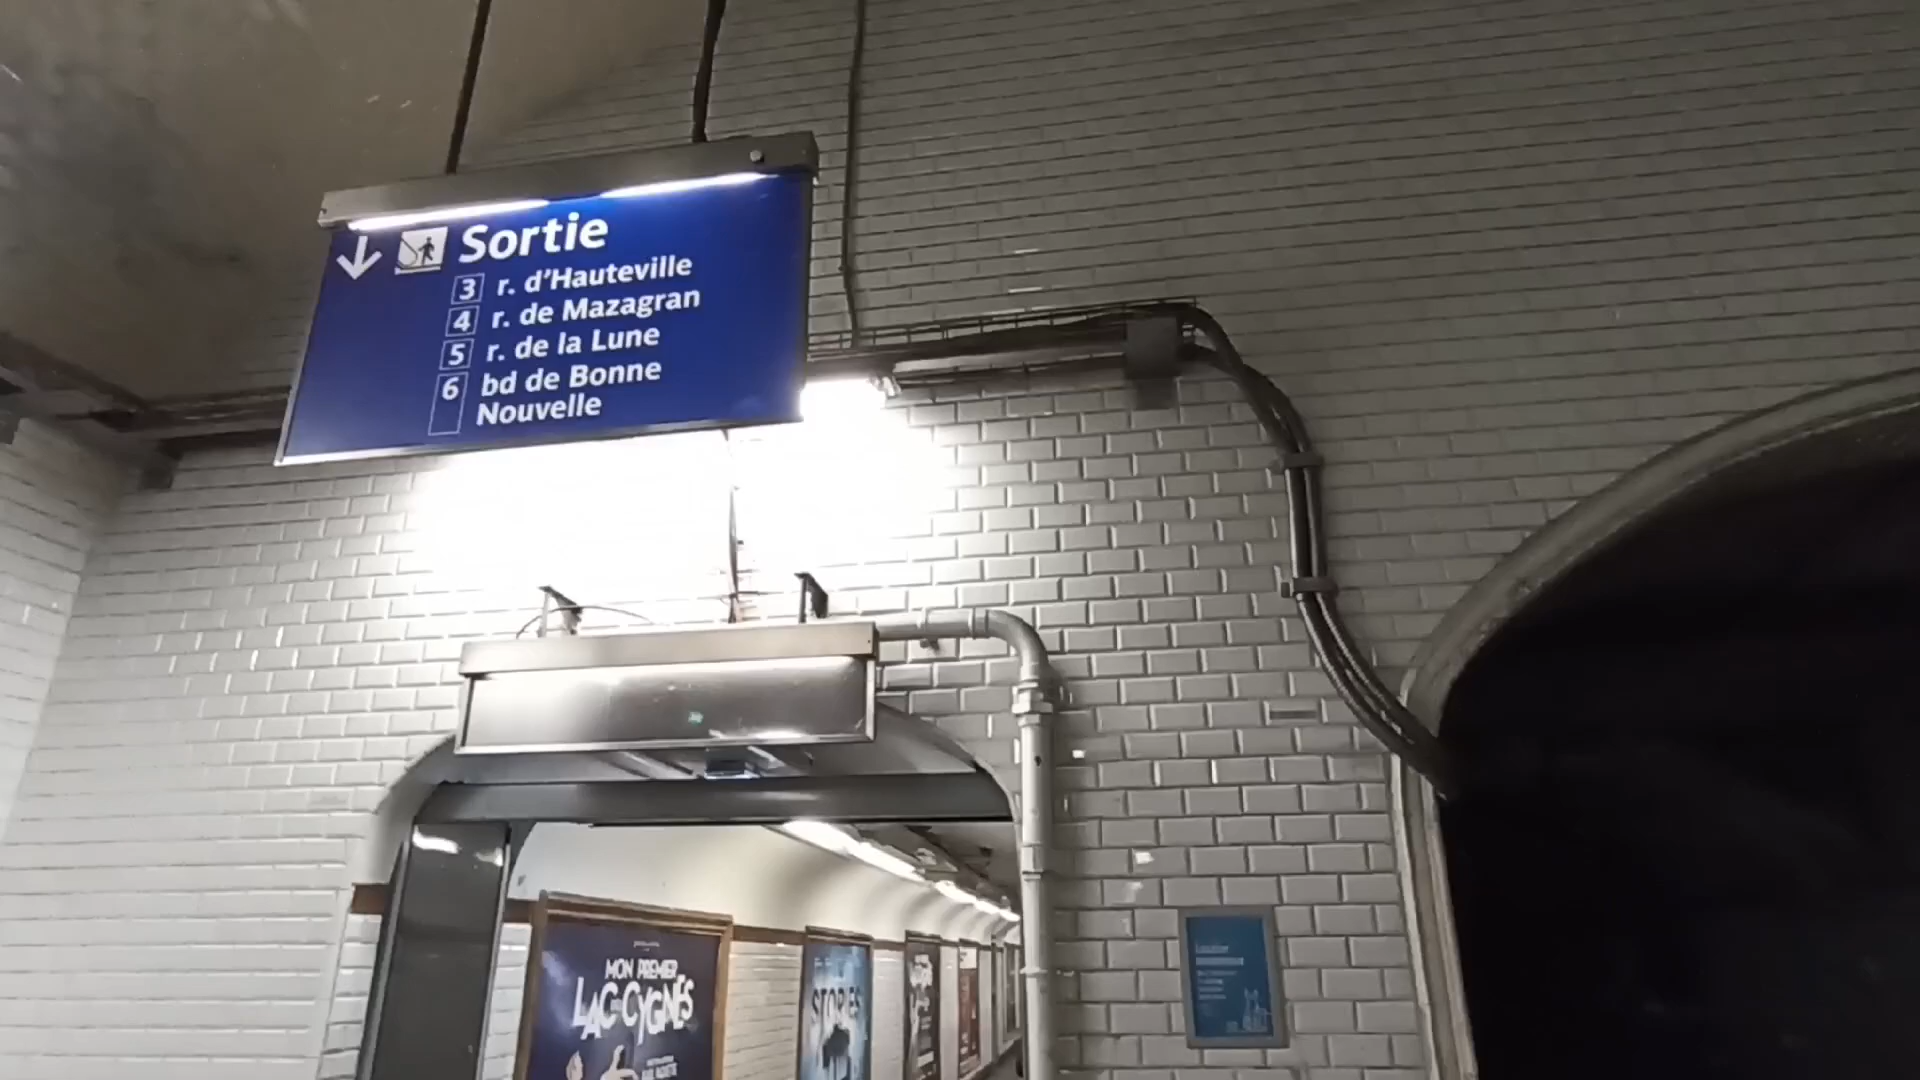 Sortie
3 r. d'Hauteville
4 r. de Mazagran
5 r. de la Lune
6 bd de Bonne
Nouvelle
MON PREMIER
LAC DES CYGNES
STORIES